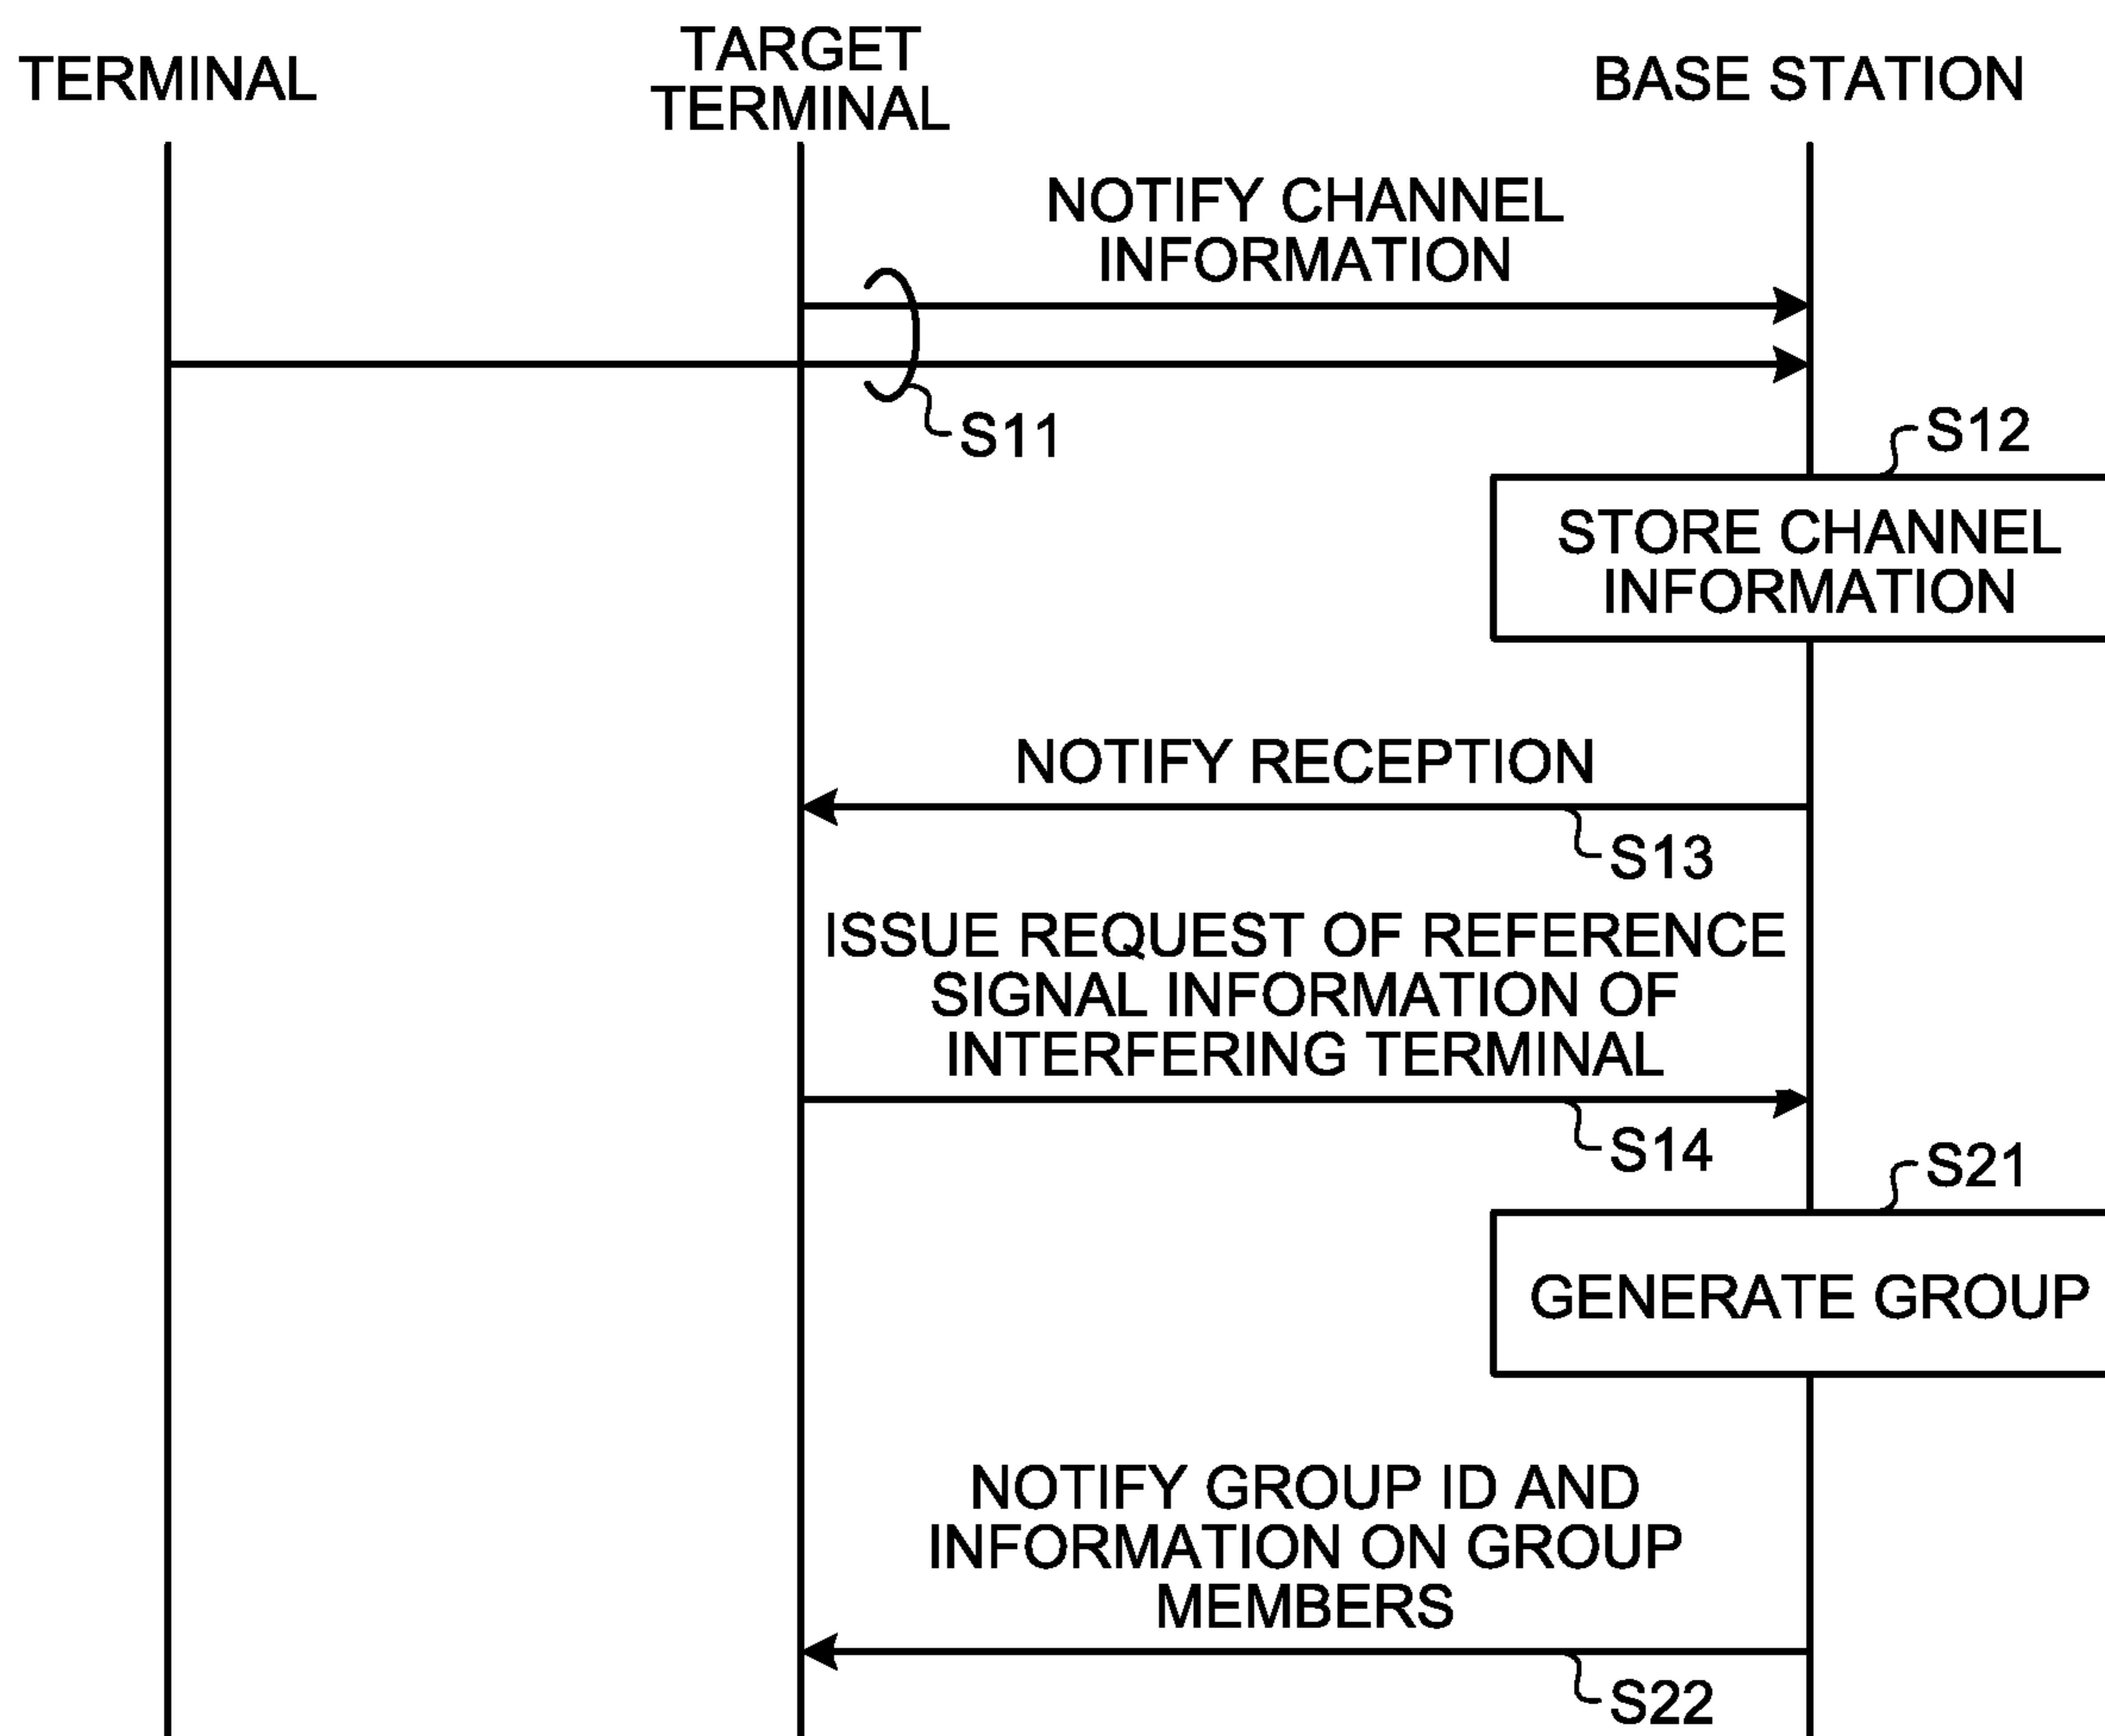 TERMINAL
TARGET
TERMINAL
BASE STATION
NOTIFY CHANNEL
INFORMATION
S11
S12
STORE CHANNEL
INFORMATION
NOTIFY RECEPTION
S13
ISSUE REQUEST OF REFERENCE
SIGNAL INFORMATION OF
INTERFERING TERMINAL
S14
S21
GENERATE GROUP
NOTIFY GROUP ID AND
INFORMATION ON GROUP
MEMBERS
S22